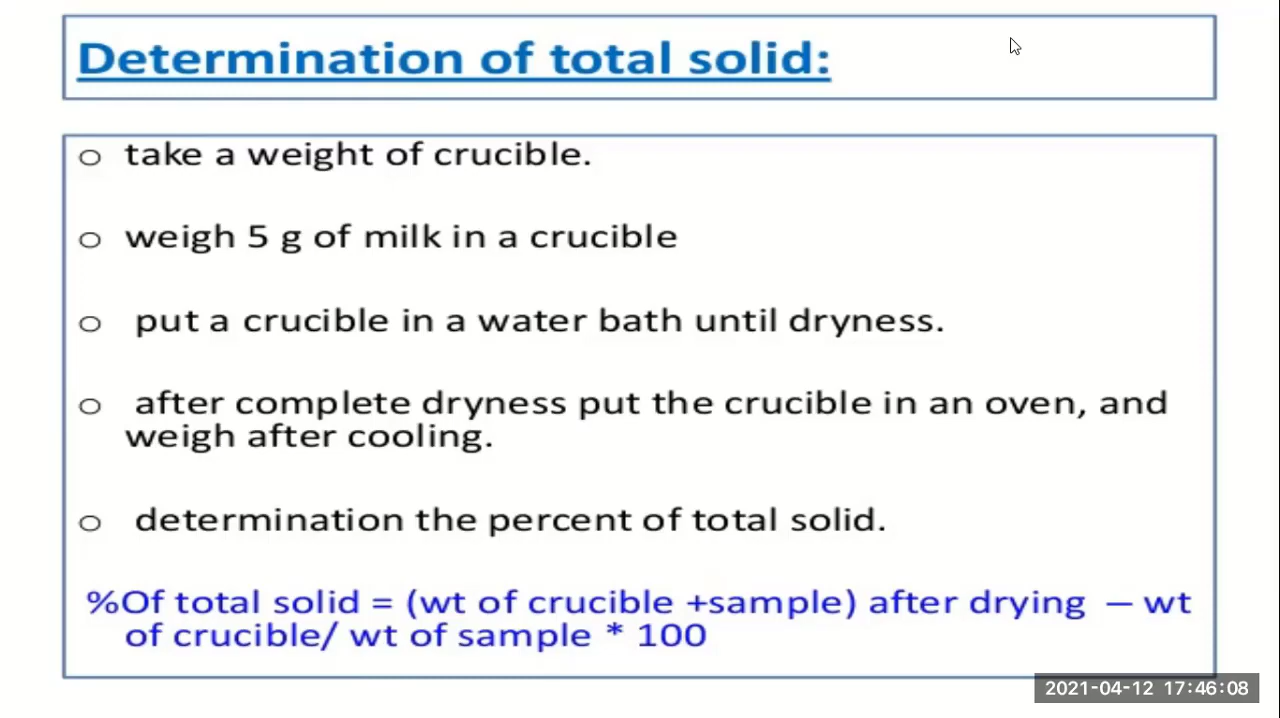 Determination of total solid:
o take a weight of crucible.
o weigh 5 g of milk in a crucible
o put a crucible in a water bath until dryness.
o after complete dryness put the crucible in an oven, and
weigh after cooling.
o determination the percent of total solid.
%Of total solid = (wt of crucible +sample) after drying – wt
of crucible/ wt of sample * 100
2021-04-12 17:46:08